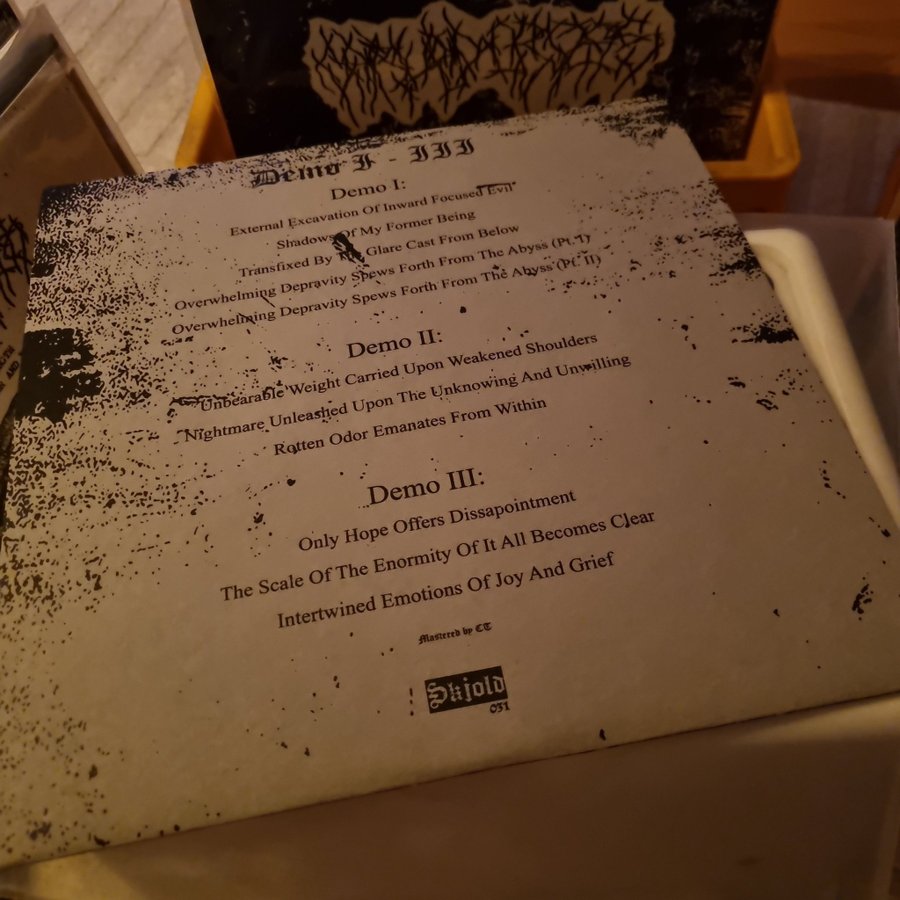 Demo I - III
Demo I:
External Excavation Of Inward Focused Evil
Shadows Of My Former Being
Transfixed By The Glare Cast From Below
Overwhelming Depravity Spews Forth From The Abyss (Pt. I)
Overwhelming Depravity Spews Forth From The Abyss (Pt. II)
Demo II:
Unbearable Weight Carried Upon Weakened Shoulders
Nightmare Unleashed Upon The Unknowing And Unwilling
Rotten Odor Emanates From Within
Demo III:
Only Hope Offers Dissapointment
The Scale Of The Enormity Of It All Becomes Clear
Intertwined Emotions Of Joy And Grief
Mastered by CT
Skjold
031